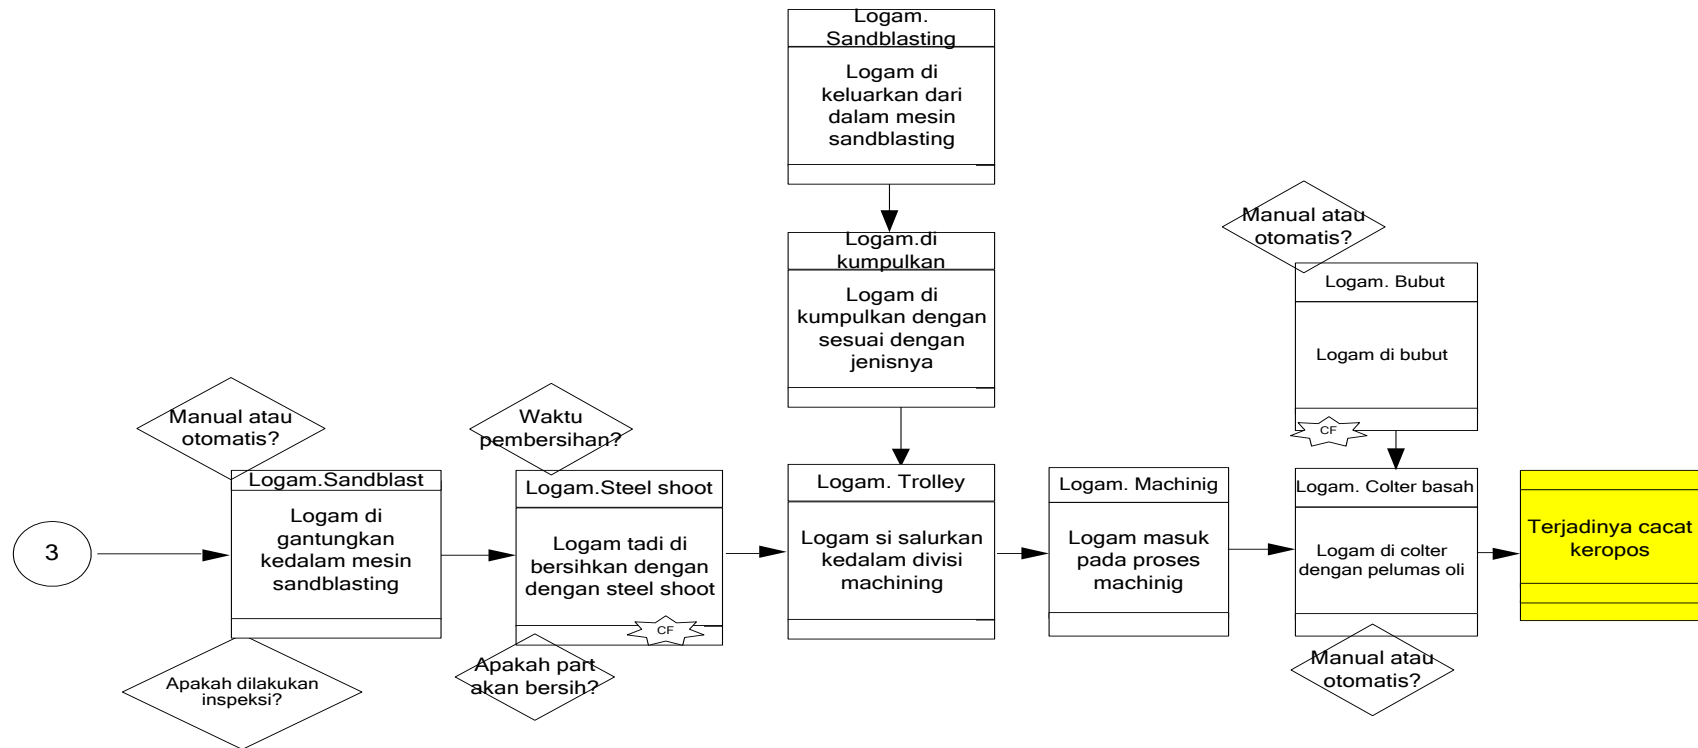 Logam.
Sandblasting
Logam di
keluarkan dari
dalam mesin
sandblasting
Logam.di
kumpulkan
Logam di
kumpulkan dengan
sesuai dengan
jenisnya
Manual atau
otomatis?
Logam. Bubut
Logam di bubut
CF
Manual atau
otomatis?
Waktu
pembersihan?
3
Logam.Sandblast
Logam di
gantungkan
kedalam mesin
sandblasting
Apakah dilakukan
inspeksi?
Logam.Steel shoot
Logam tadi di
bersihkan dengan
dengan steel shoot
CF
Apakah part
akan bersih?
Logam. Trolley
Logam si salurkan
kedalam divisi
machining
Logam. Machinig
Logam masuk
pada proses
machinig
Logam. Colter basah
Logam di colter
dengan pelumas oli
Manual atau
otomatis?
Terjadinya cacat
keropos